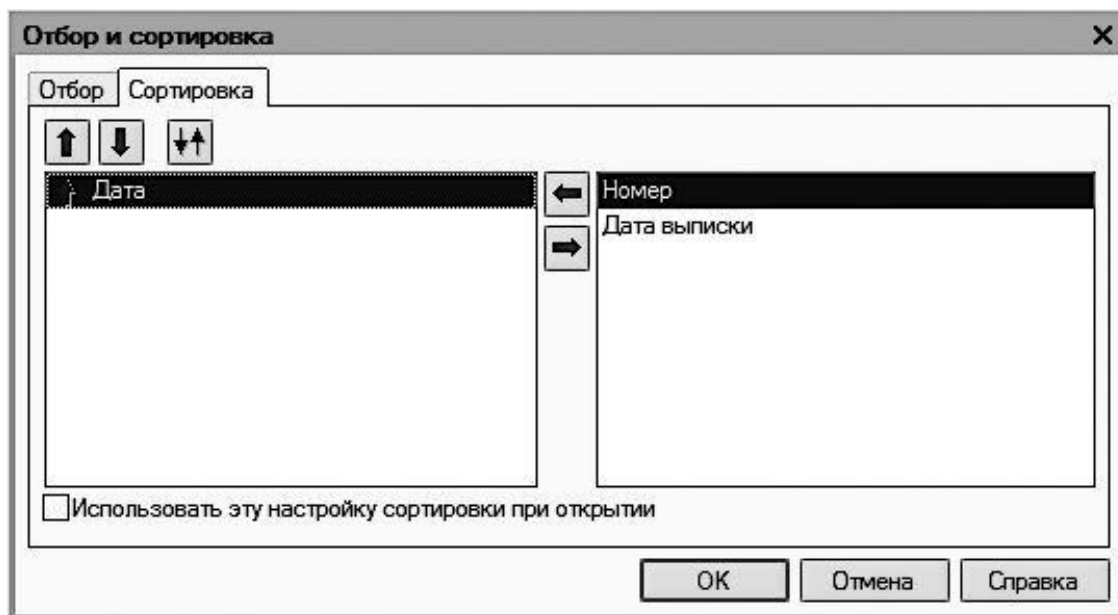 Отбор и сортировка
Отбор Сортировка
Дата
Номер
Дата выписки
Использовать эту настройку сортировки при открытии
OK Отмена Справка